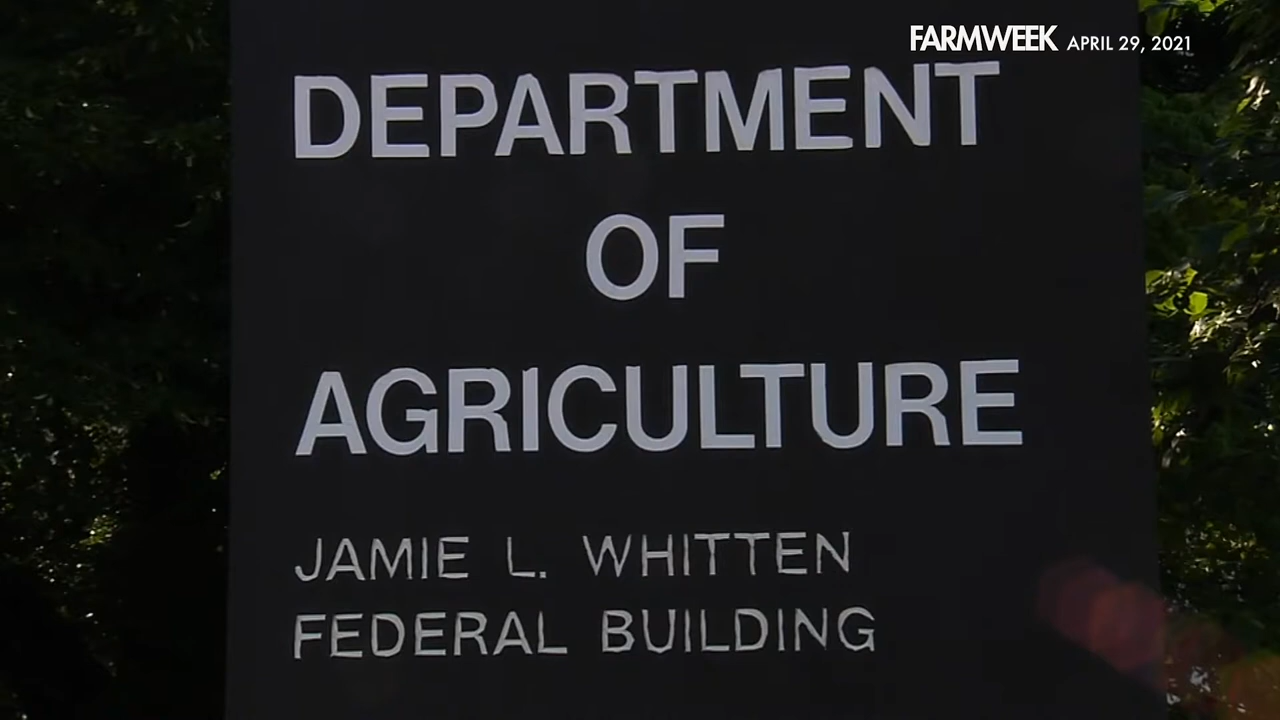 FARMWEEK APRIL 29, 2021
DEPARTMENT
OF
AGRICULTURE
JAMIE L. WHITTEN
FEDERAL BUILDING